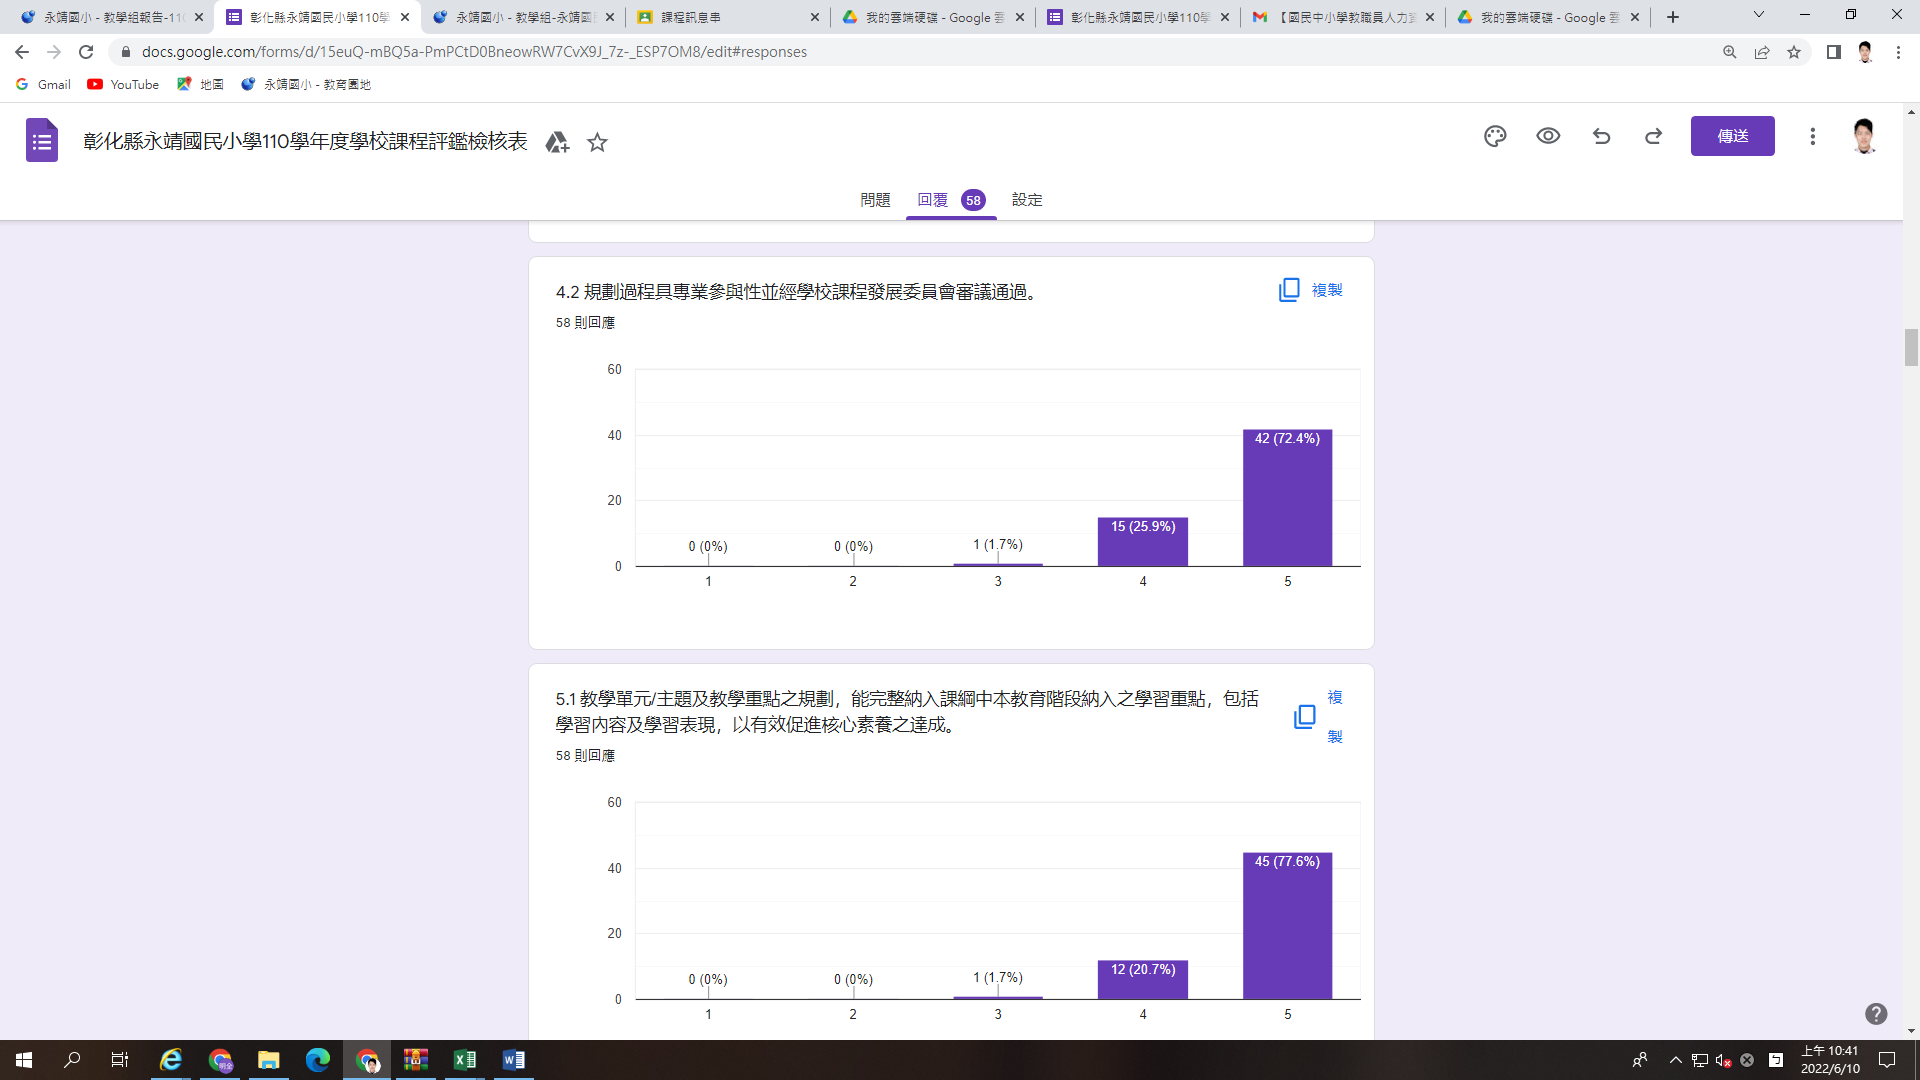 永靖國小 - 教學組報告-110
彰化縣永靖國民小學110學
永靖國小 - 教學組-永靖國
課程訊息串
我的雲端硬碟 - Google 雲
彰化縣永靖國民小學110學
【國民中小學教職員人力資
我的雲端硬碟 - Google 雲
docs.google.com/forms/d/15euQ-mBQ5a-PmPCtD0BneowRW7CvX9J_7z-_ESP7OM8/edit#responses
Gmail
YouTube
地圖
永靖國小 - 教育園地
彰化縣永靖國民小學110學年度學校課程評鑑檢核表
傳送
問題
回覆 58
設定
4.2 規劃過程具專業參與性並經學校課程發展委員會審議通過。
複製
58 則回應
60
40
20
0
0 (0%)
0 (0%)
1 (1.7%)
15 (25.9%)
42 (72.4%)
1
2
3
4
5
5.1 教學單元/主題及教學重點之規劃，能完整納入課綱中本教育階段納入之學習重點，包括
學習內容及學習表現，以有效促進核心素養之達成。
複
製
58 則回應
60
40
20
0
0 (0%)
0 (0%)
1 (1.7%)
12 (20.7%)
45 (77.6%)
1
2
3
4
5
上午 10:41
2022/6/10